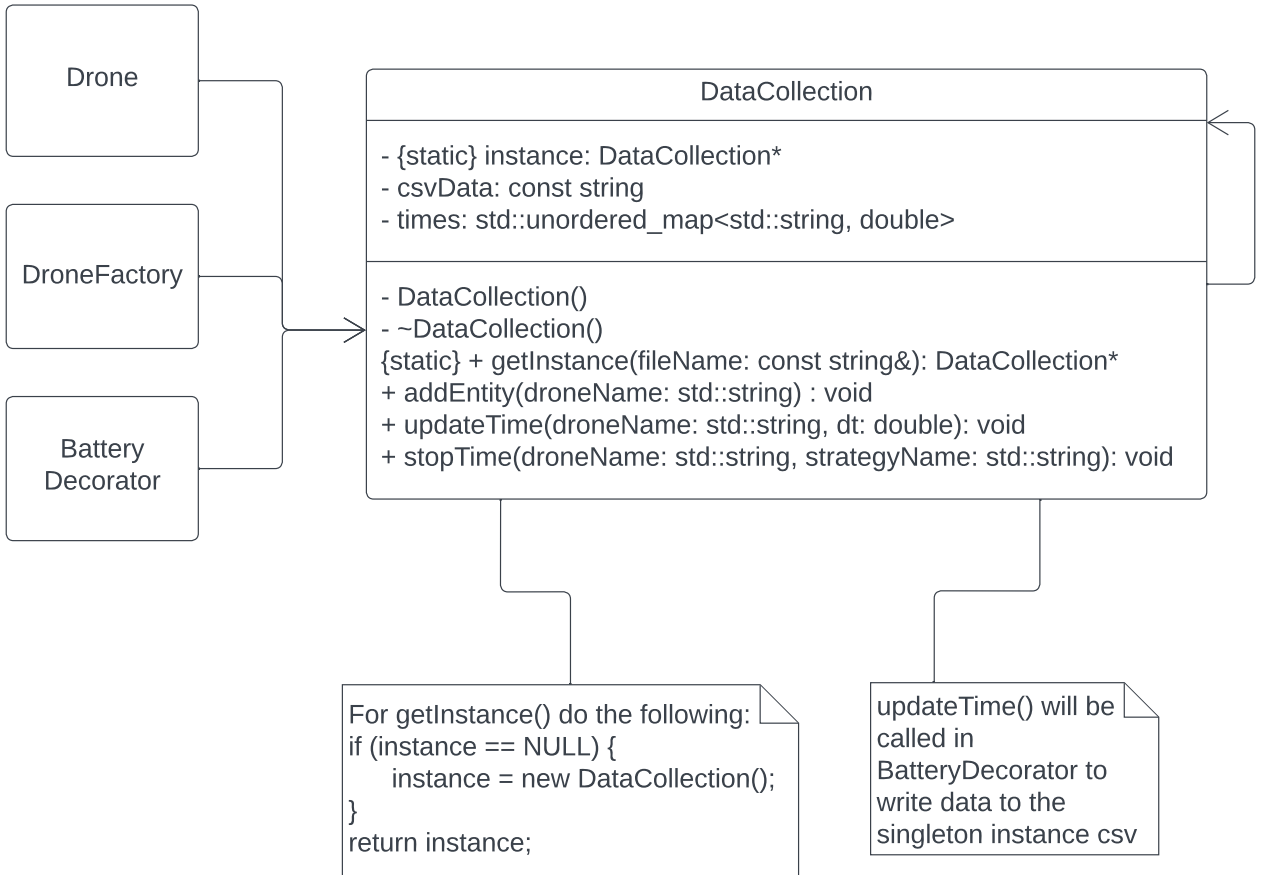 Drone
DroneFactory
Battery
Decorator
DataCollection
- {static} instance: DataCollection*
- csvData: const string
- times: std::unordered_map<std::string, double>
- DataCollection()
- ~DataCollection()
{static} + getInstance(fileName: const string&): DataCollection*
+ addEntity(droneName: std::string) : void
+ updateTime(droneName: std::string, dt: double): void
+ stopTime(droneName: std::string, strategyName: std::string): void
For getInstance() do the following:
if (instance == NULL) {
instance = new DataCollection();
}
return instance;
updateTime() will be
called in
BatteryDecorator to
write data to the
singleton instance csv